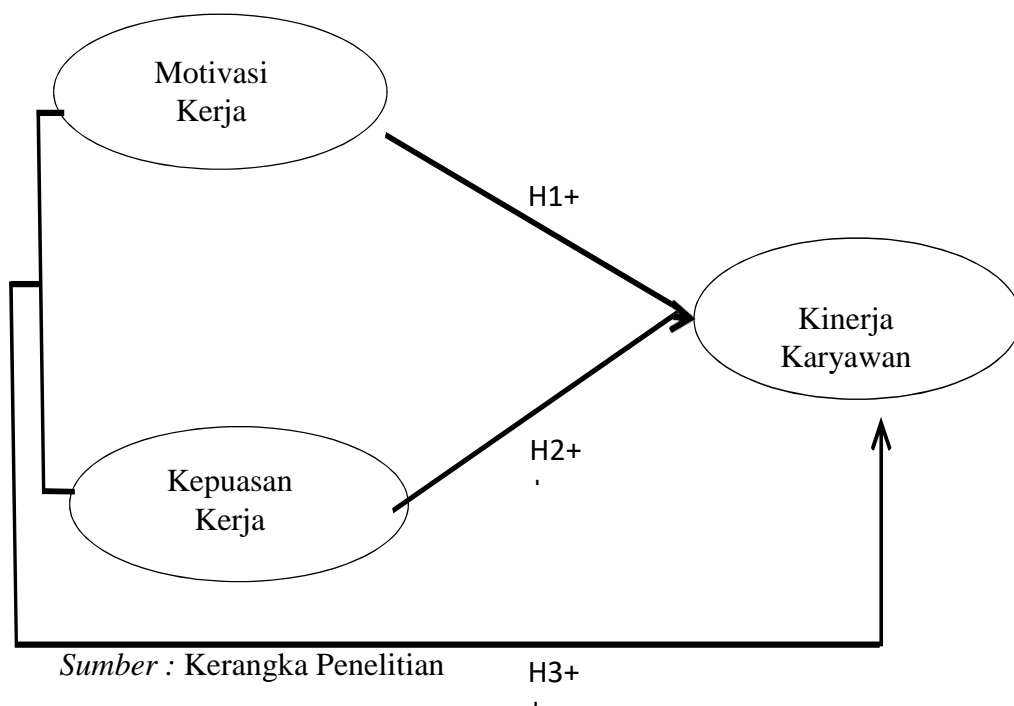 Motivasi
Kerja
H1+
Kinerja
Karyawan
H2+
Kepuasan
Kerja
Sumber : Kerangka Penelitian
H3+